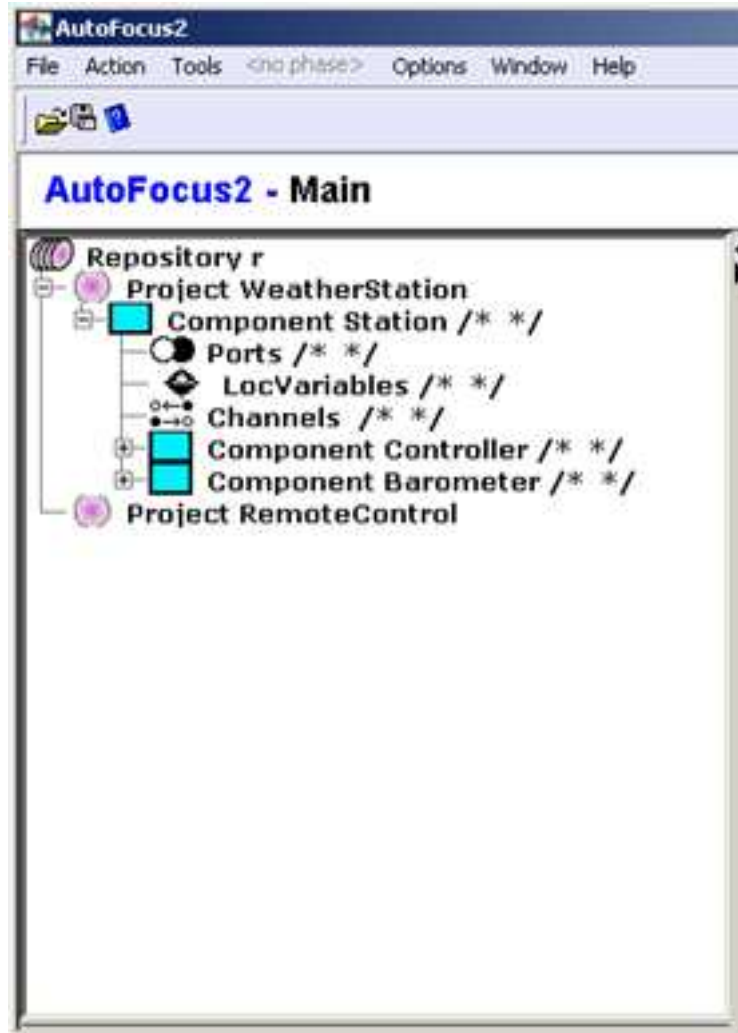 AutoFocus2
File Action Tools <no phase> Options Window Help
AutoFocus2 - Main
Repository r
Project WeatherStation
Component Station /* */
Ports /* */
LocVariables /* */
Channels /* */
Component Controller /* */
Component Barometer /* */
Project RemoteControl